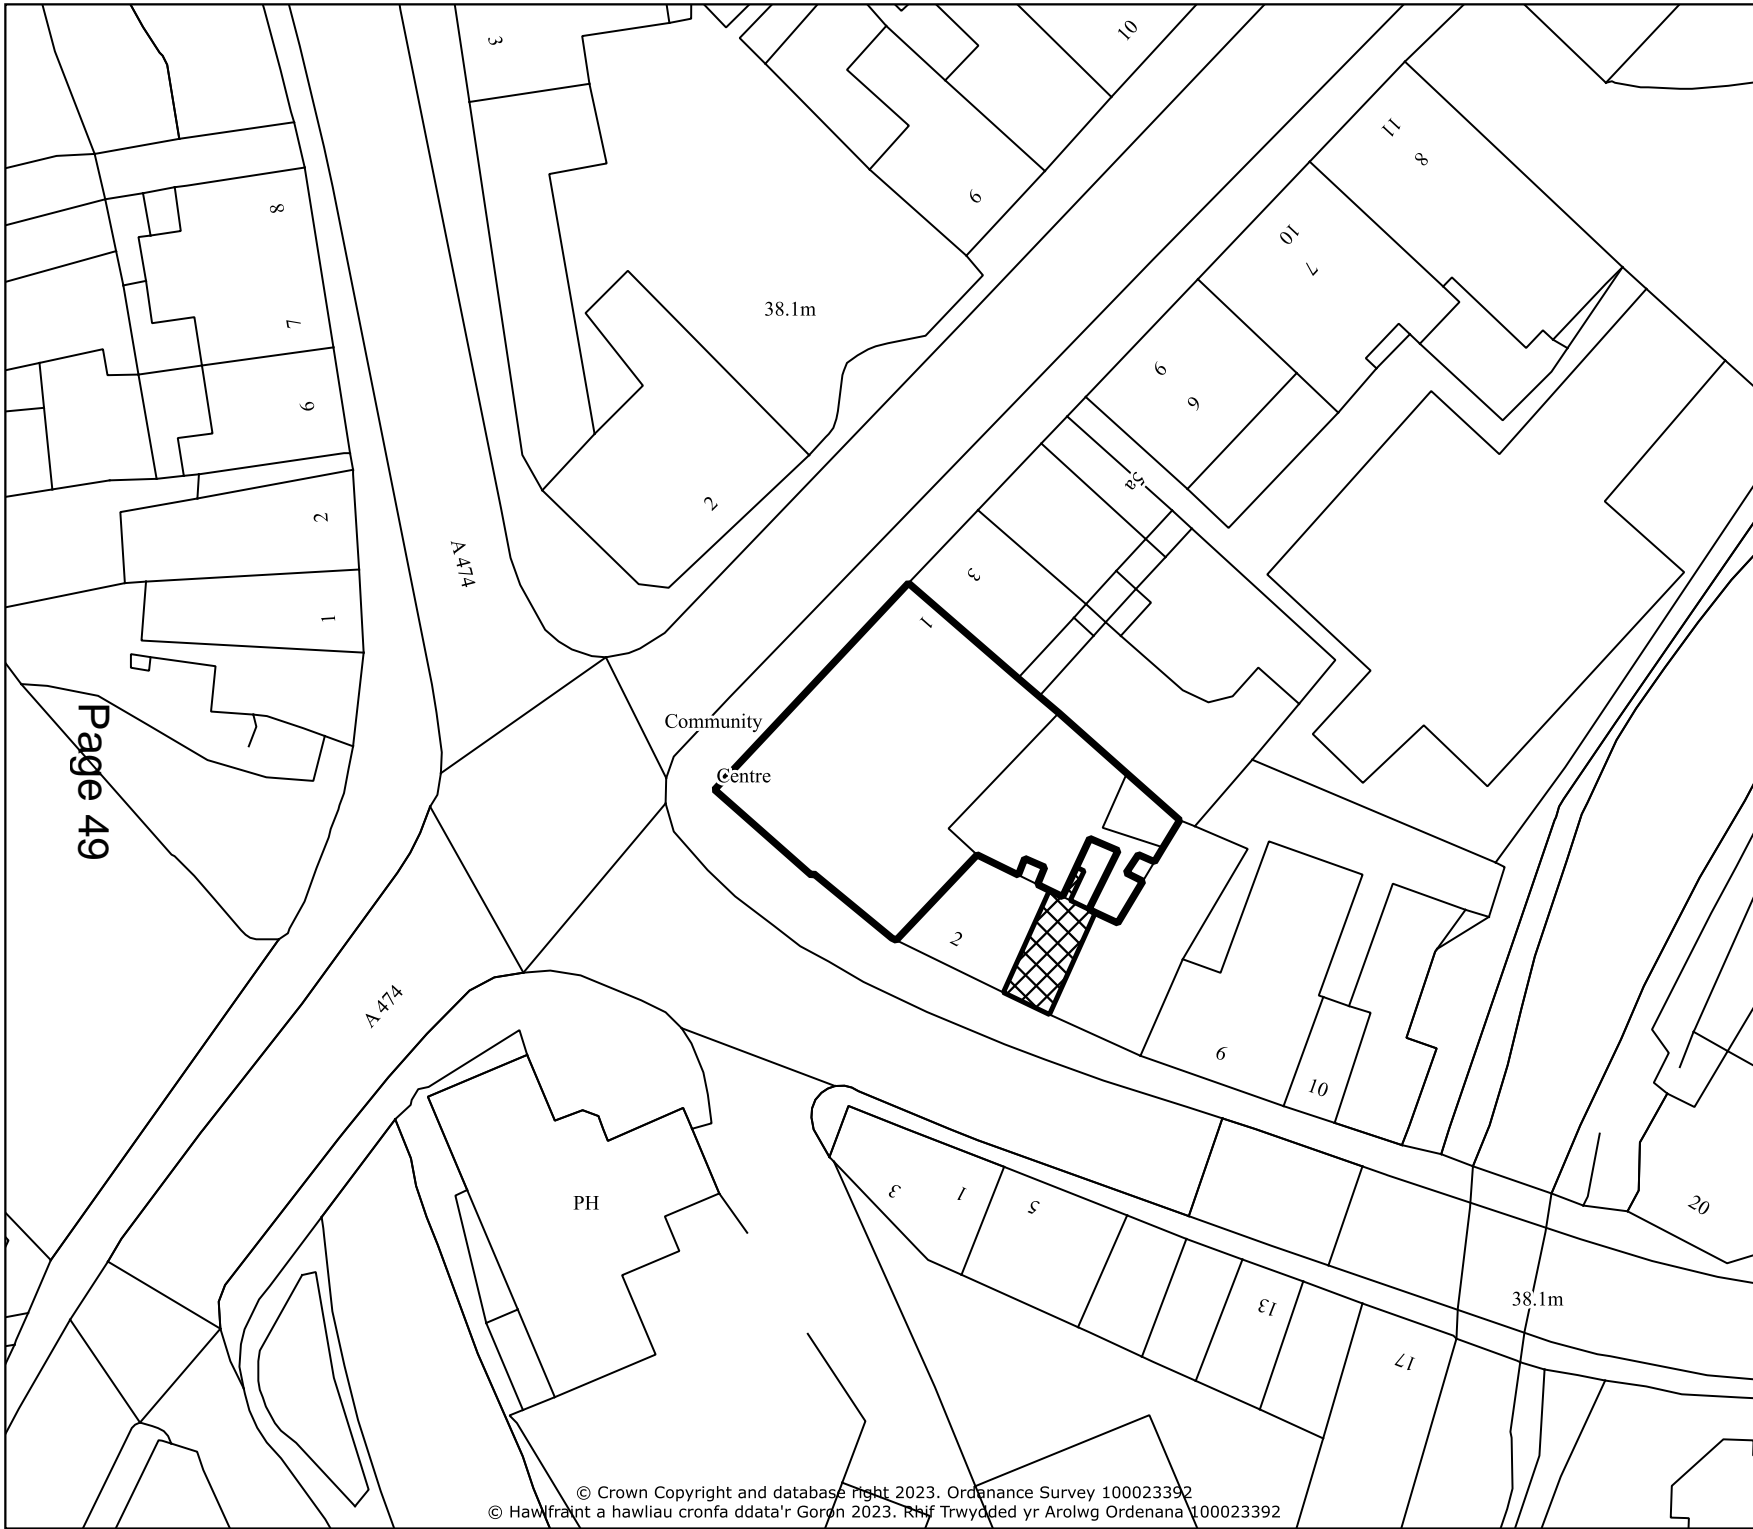 10
3
11
8
9
8
10
7
38.1m
7
9
6
6
5a
2
2
A 474
3
1
1
Community
Page 49
Centre
2
A 474
6
10
3
1
5
PH
20
38.1m
13
17
© Crown Copyright and database right 2023. Ordanance Survey 100023392
© Hawlfraint a hawliau cronfa ddata'r Goron 2023. Rhif Trwydded yr Arolwg Ordenana 100023392